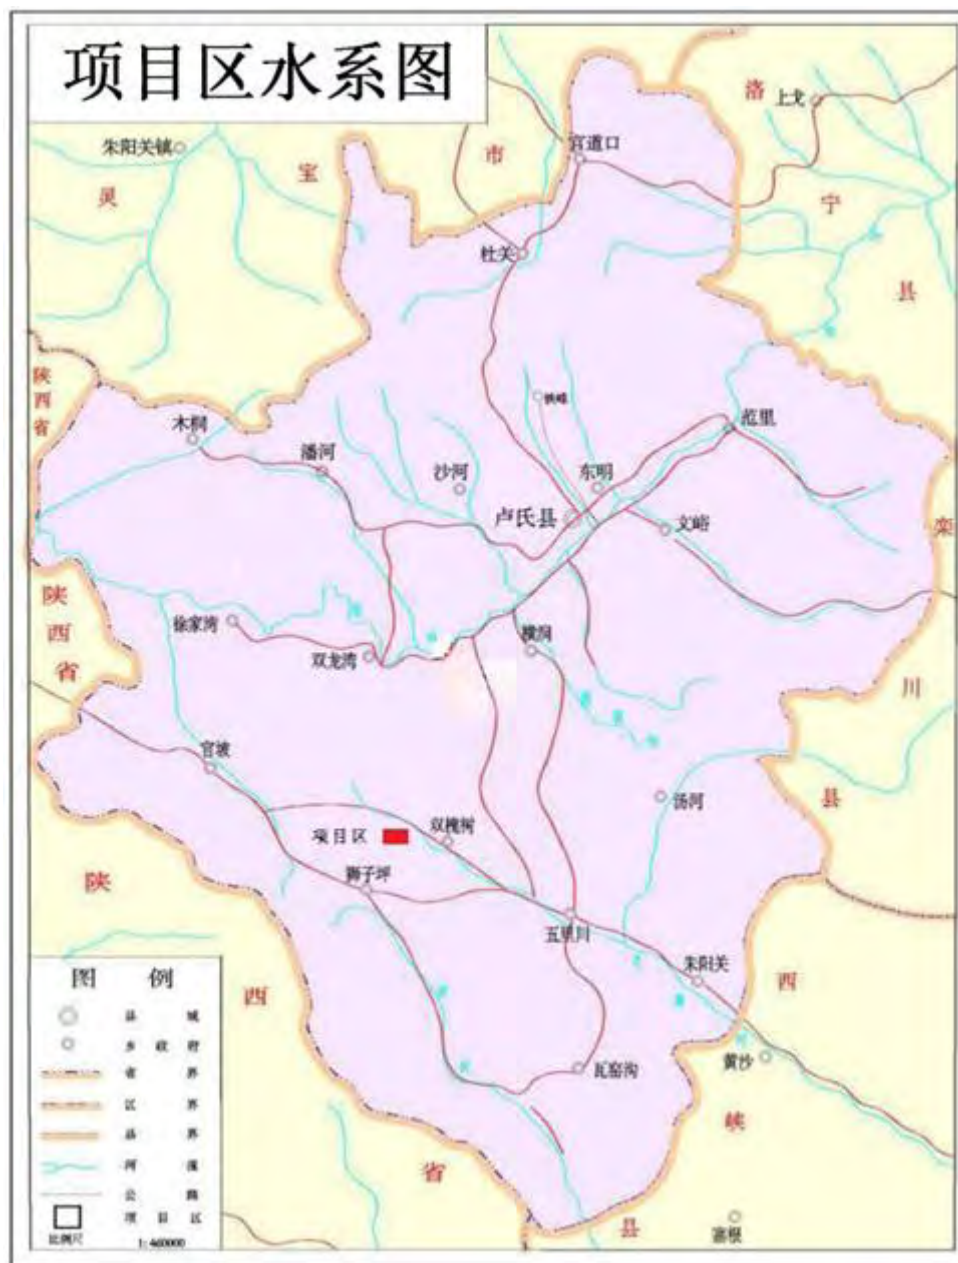 项目区水系图
洛
上戈
朱阳关镇
官道口
市
宝
灵
宁
杜关
县
陕西省
木桐
范里
潘河
沙河
东明
卢氏县
文峪
栾
陕西省
徐家湾
横涧
双龙湾
川
官坡
汤河
县
双槐树
项目区
陕
狮子坪
五里川
朱阳关
西
西
黄沙
瓦窑沟
峡
省
县
寨根
图 例
县 城
乡 政 府
省 界
区 界
县 界
河 流
公 路
项 目 区
比例尺 1:460000